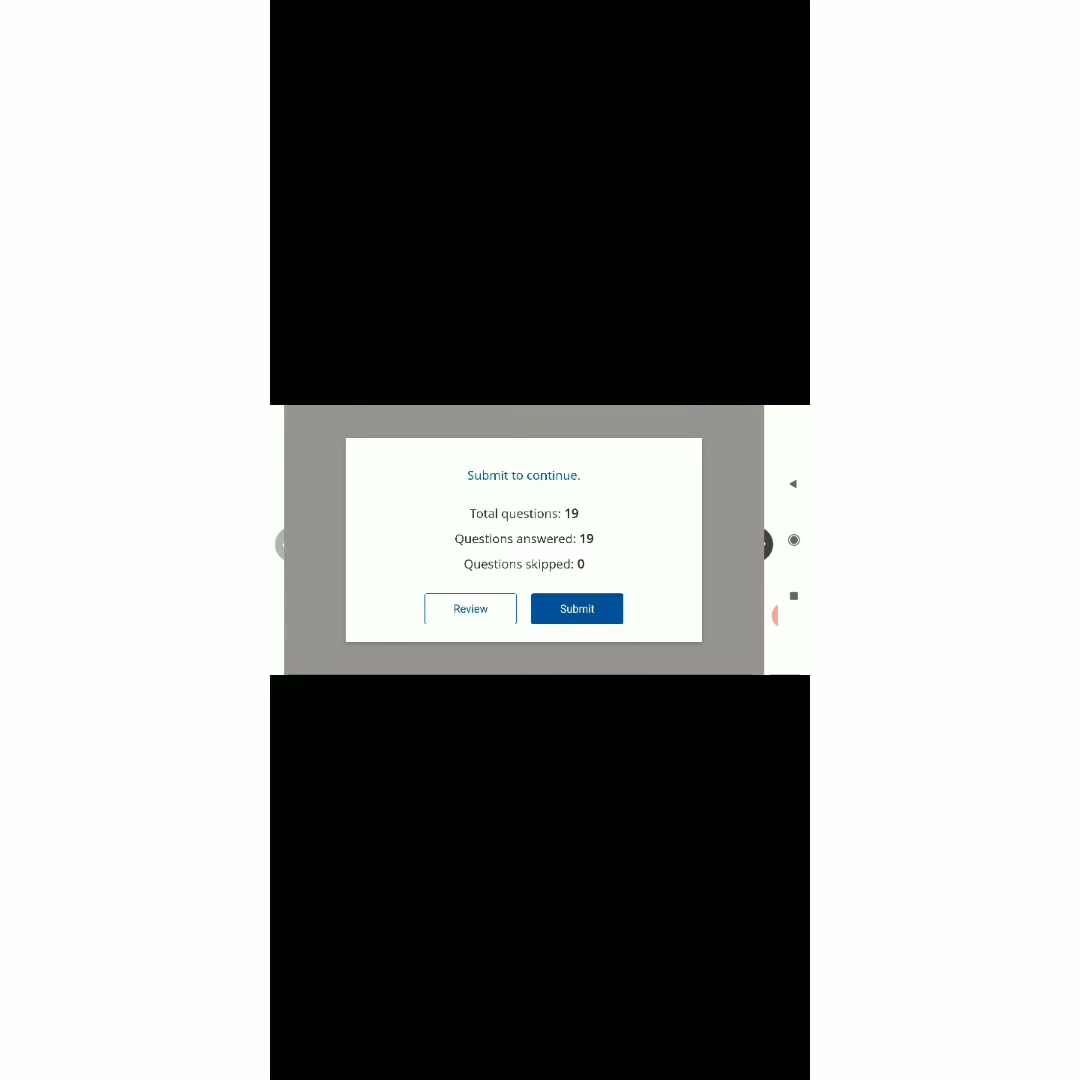 Submit to continue.
Total questions: 19
Questions answered: 19
Questions skipped: 0
Review
Submit